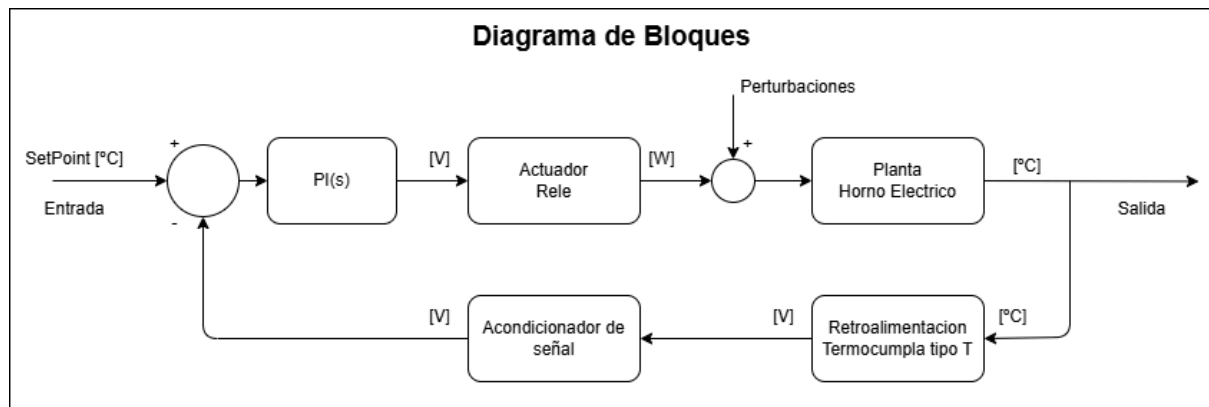 Diagrama de Bloques
Perturbaciones
+
SetPoint [ºC]
Entrada
-
PI(s)
[V]
Actuador
Rele
[W]
+
Planta
Horno Electrico
[ºC]
Salida
[V]
Acondicionador de
señal
[V]
Retroalimentacion
Termocumpla tipo T
[ºC]